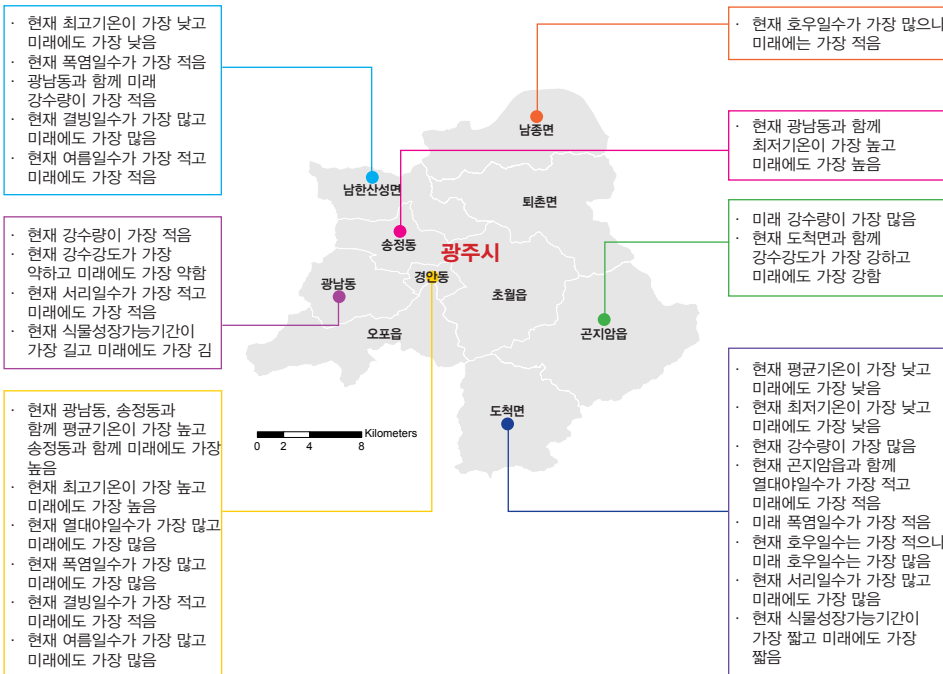 · 현재 최고기온이 가장 낮고
미래에도 가장 낮음
· 현재 폭염일수가 가장 적음
· 광남동과 함께 미래
강수량이 가장 적음
· 현재 결빙일수가 가장 많고
미래에도 가장 많음
· 현재 여름일수가 가장 적고
미래에도 가장 적음
· 현재 강수량이 가장 적음
· 현재 강수강도가 가장
약하고 미래에도 가장 약함
· 현재 서리일수가 가장 적고
미래에도 가장 적음
· 현재 식물성장가능기간이
가장 길고 미래에도 가장 김
· 현재 광남동, 송정동과
함께 평균기온이 가장 높고
송정동과 함께 미래에도 가장
높음
· 현재 최고기온이 가장 높고
미래에도 가장 높음
· 현재 열대야일수가 가장 많고
미래에도 가장 많음
· 현재 폭염일수가 가장 많고
미래에도 가장 많음
· 현재 결빙일수가 가장 적고
미래에도 가장 적음
· 현재 여름일수가 가장 많고
미래에도 가장 많음
남종면
남한산성면
퇴촌면
송정동
광주시
경안동
광남동
초월읍
오포읍
곤지암읍
도척면
Kilometers
0 2 4 8
· 현재 호우일수가 가장 많으나
미래에는 가장 적음
· 현재 광남동과 함께
최저기온이 가장 높고
미래에도 가장 높음
· 미래 강수량이 가장 많음
· 현재 도척면과 함께
강수강도가 가장 강하고
미래에도 가장 강함
· 현재 평균기온이 가장 낮고
미래에도 가장 낮음
· 현재 최저기온이 가장 낮고
미래에도 가장 낮음
· 현재 강수량이 가장 많음
· 현재 곤지암읍과 함께
열대야일수가 가장 적고
미래에도 가장 적음
· 미래 폭염일수가 가장 적음
· 현재 호우일수는 가장 적으나
미래 호우일수는 가장 많음
· 현재 서리일수가 가장 많고
미래에도 가장 많음
· 현재 식물성장가능기간이
가장 짧고 미래에도 가장
짧음